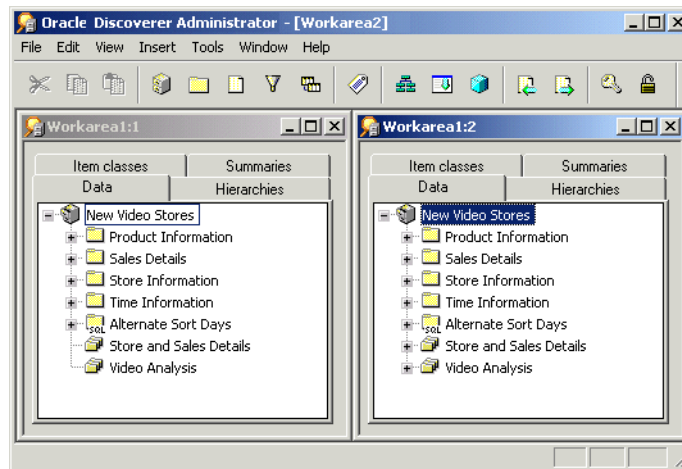 Oracle Discoverer Administrator - [Workarea2]
File Edit View Insert Tools Window Help
Workarea1:1
Item classes Summaries
Data Hierarchies
New Video Stores
Product Information
Sales Details
Store Information
Time Information
SQL Alternate Sort Days
Store and Sales Details
Video Analysis
Workarea1:2
Item classes Summaries
Data Hierarchies
New Video Stores
Product Information
Sales Details
Store Information
Time Information
SQL Alternate Sort Days
Store and Sales Details
Video Analysis